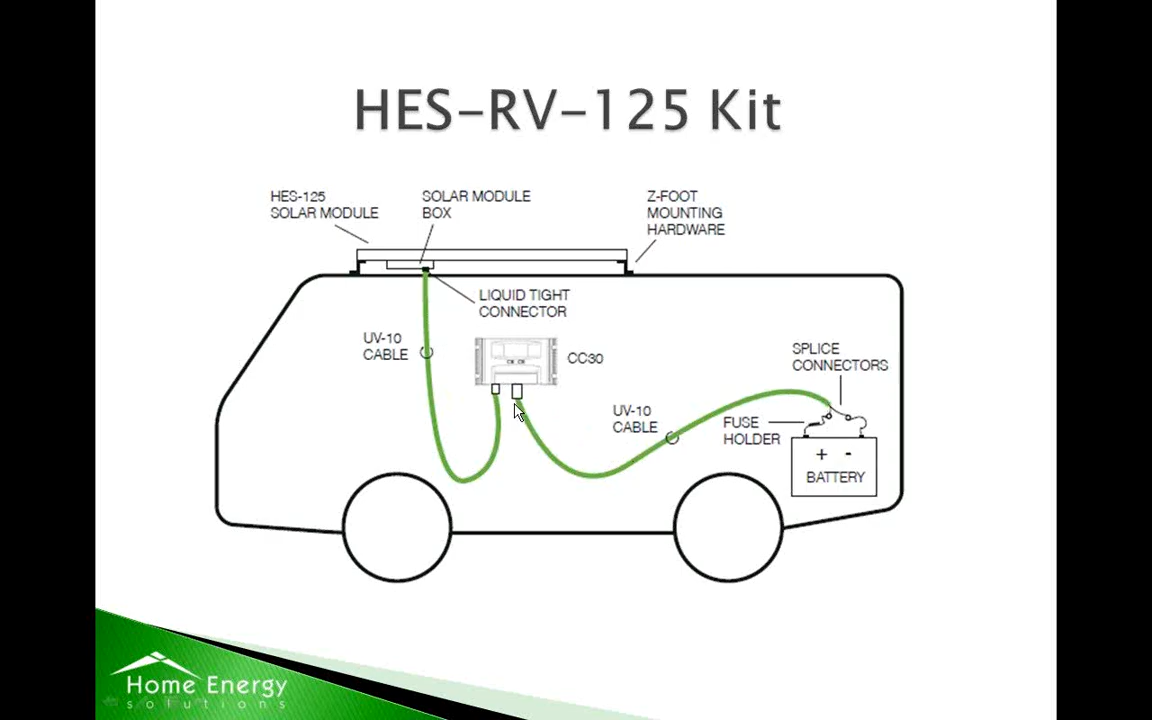 HES-RV-125 Kit
HES-125
SOLAR MODULE
SOLAR MODULE
BOX
Z-FOOT
MOUNTING
HARDWARE
LIQUID TIGHT
CONNECTOR
UV-10
CABLE
CC30
SPLICE
CONNECTORS
UV-10
CABLE
FUSE
HOLDER
+ -
BATTERY
Home Energy
solutions